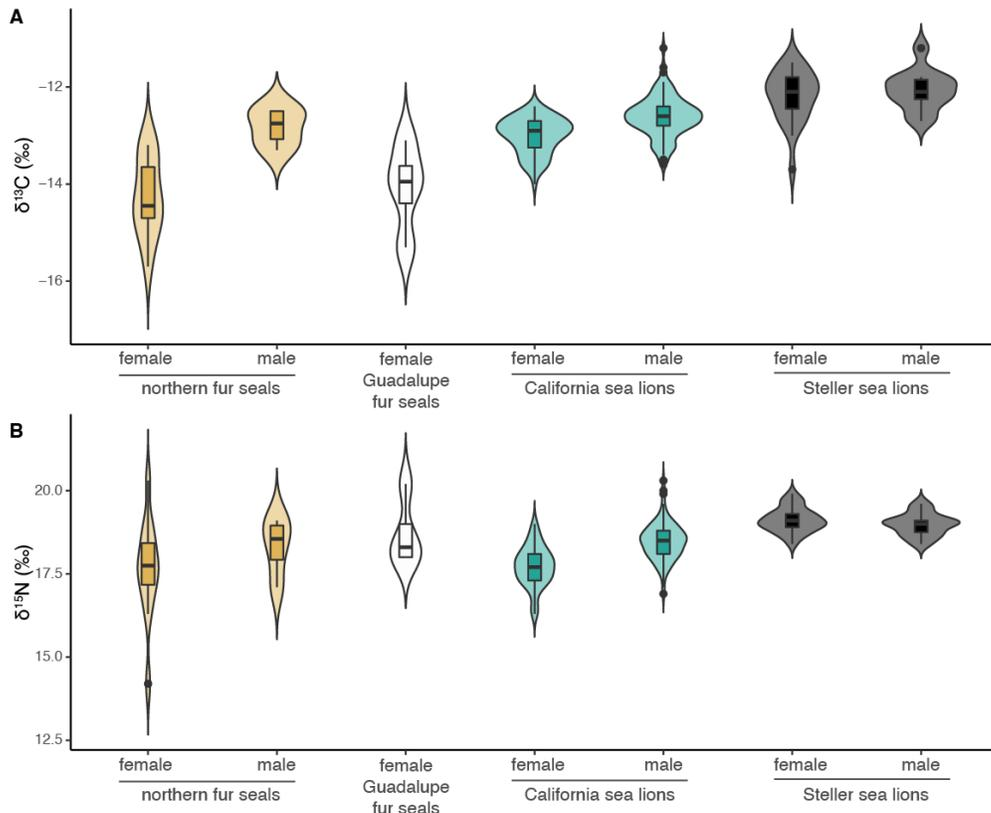 A
δ¹³C (‰)
−12
−14
−16
female male female female male female male
northern fur seals Guadalupe California sea lions Steller sea lions
fur seals
B
δ¹⁵N (‰)
20.0
17.5
15.0
12.5
female male female female male female male
northern fur seals Guadalupe California sea lions Steller sea lions
fur seals